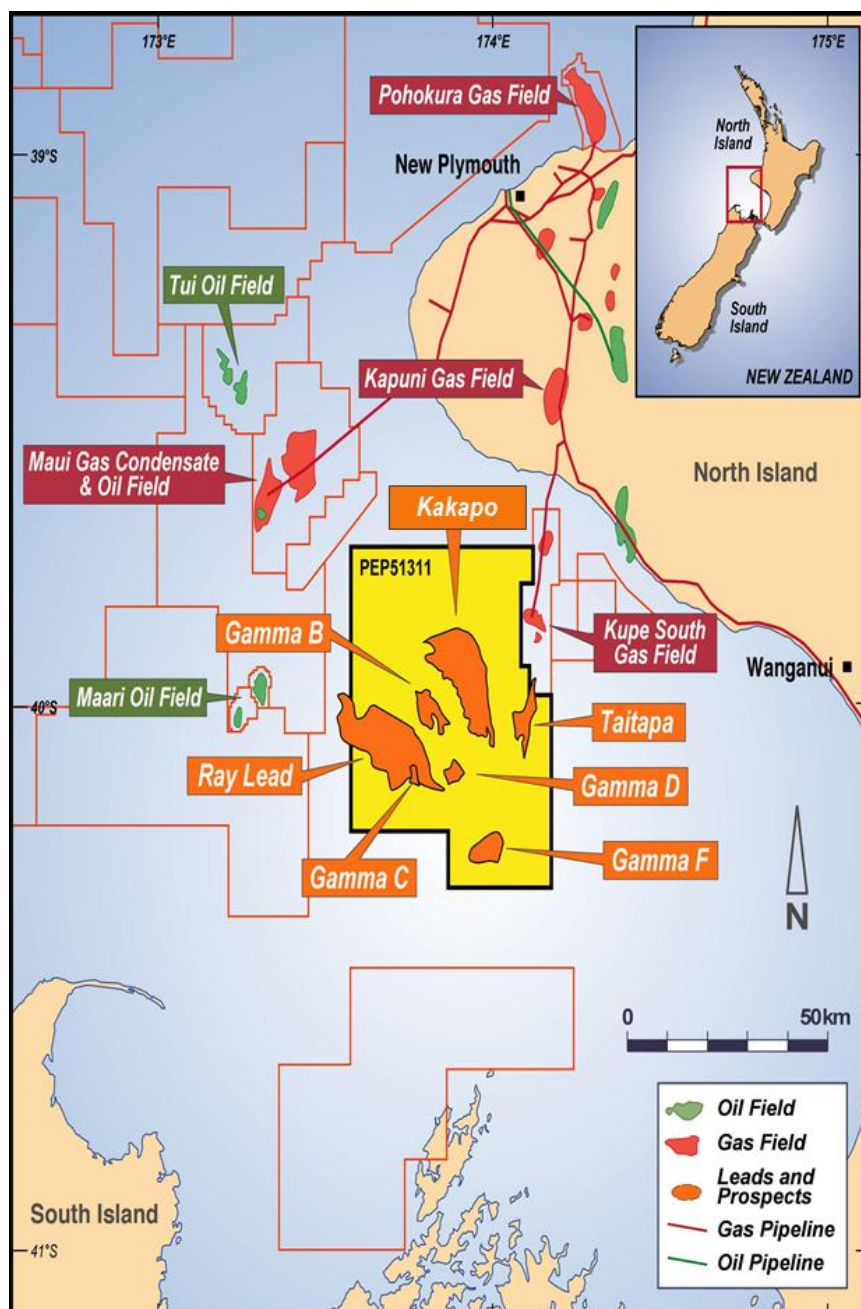 173°E
174°E
175°E
Pohokura Gas Field
39°S
New Plymouth
North
Island
South
Island
NEW ZEALAND
Tui Oil Field
Kapuni Gas Field
Maui Gas Condensate
& Oil Field
North Island
Kakapo
PEP51311
Gamma B
Kupe South
Gas Field
Wanganui
Maari Oil Field
40°S
Taitapa
Ray Lead
Gamma D
Gamma C
Gamma F
N
0
50km
Oil Field
Gas Field
Leads and
Prospects
Gas Pipeline
Oil Pipeline
South Island
41°S